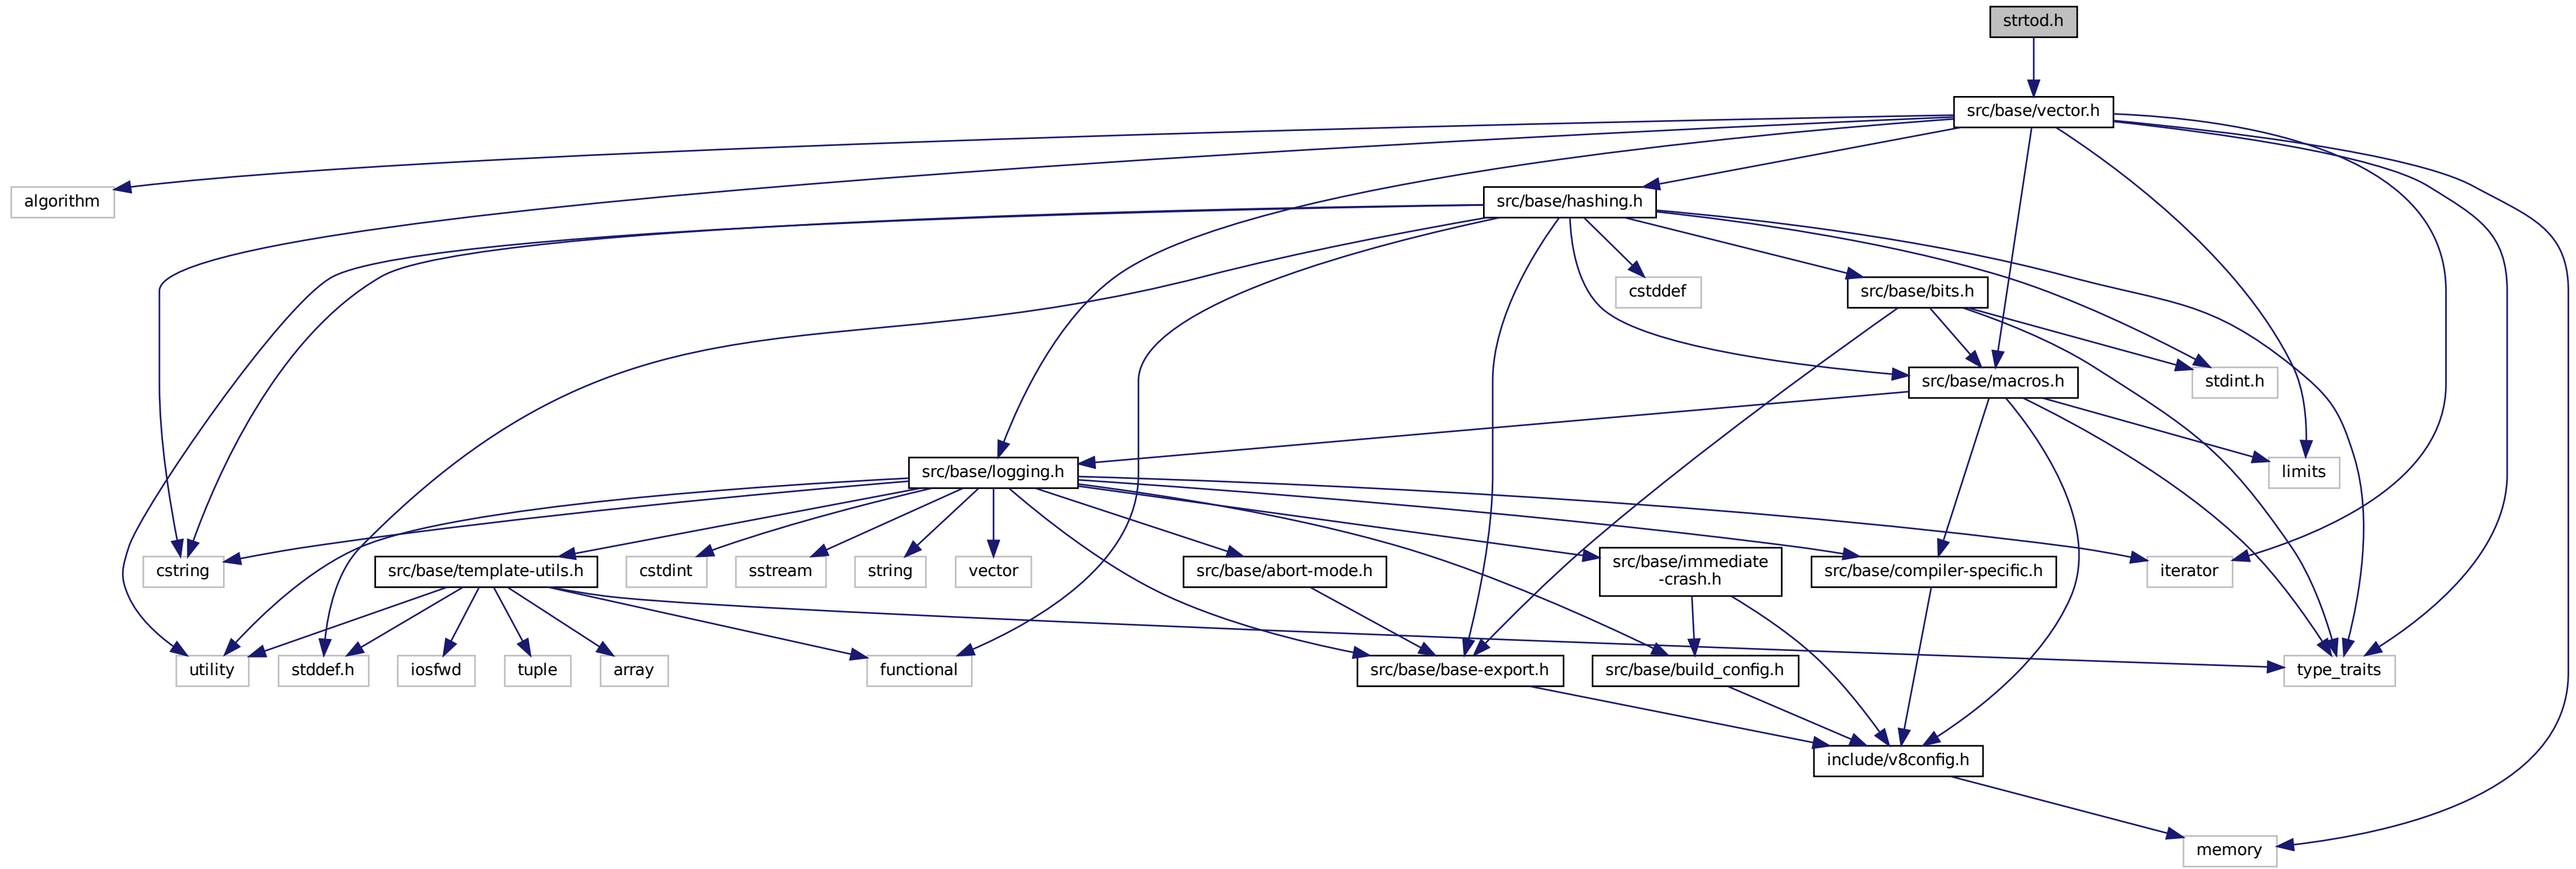 strtod.h
src/base/vector.h
algorithm
src/base/hashing.h
cstddef
src/base/bits.h
src/base/macros.h
stdint.h
src/base/logging.h
limits
cstring
src/base/template-utils.h
cstdint
sstream
string
vector
src/base/abort-mode.h
src/base/immediate
-crash.h
src/base/compiler-specific.h
iterator
utility
stddef.h
iosfwd
tuple
array
functional
src/base/base-export.h
src/base/build_config.h
type_traits
include/v8config.h
memory